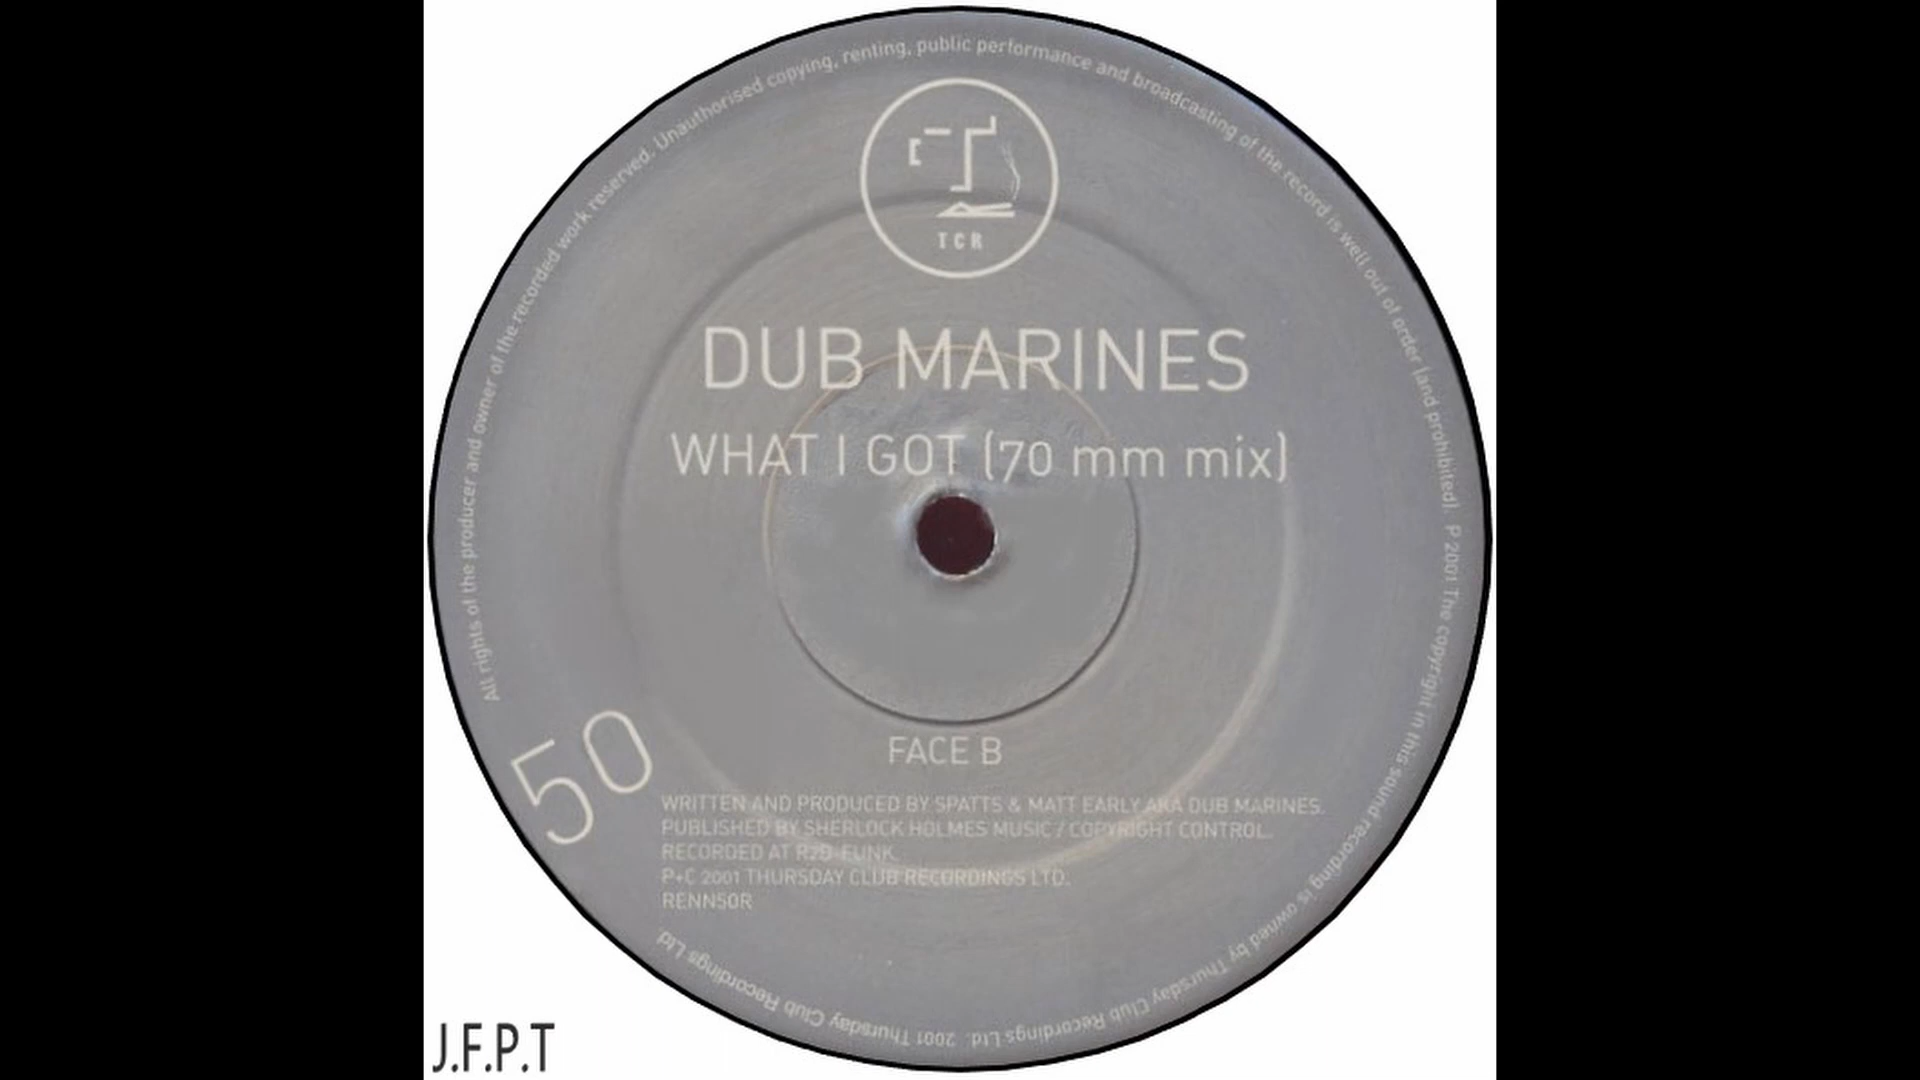 All rights of the producer and owner of the recorded work reserved. Unauthorised copying, renting, public performance and broadcasting of the record is well out of order (and prohibited). P 2001 The copyright in this sound recording is owned by Thursday Club Recordings Ltd. 2001 Thursday Club Recordings Ltd.
TCR
DUB MARINES
WHAT I GOT (70 mm mix)
50
FACE B
WRITTEN AND PRODUCED BY SPATTS & MATT EARLY AKA DUB MARINES.
PUBLISHED BY SHERLOCK HOLMES MUSIC / COPYRIGHT CONTROL.
RECORDED AT R2D-FUNK.
P+C 2001 THURSDAY CLUB RECORDINGS LTD.
RENN50R
J.F.P.T